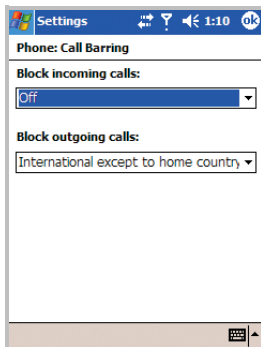 Settings 1:10 ok
Phone: Call Barring
Block incoming calls:
Off
Block outgoing calls:
International except to home country